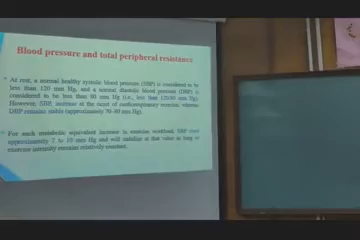 Blood pressure and total peripheral resistance
At rest, a normal healthy systolic blood pressure (SBP) is considered to be
less than 120 mm Hg, and a normal diastolic blood pressure (DBP) is
considered to be less than 80 mm Hg (i.e., less than 120/80 mm Hg).
However, SBP, increase at the onset of cardiorespiratory exercise, whereas
DBP remains stable (approximately 70–80 mm Hg).
For each metabolic equivalent increase in exercise workload, SBP rises
approximately 7 to 10 mm Hg and will stabilize at that value as long as
exercise intensity remains relatively constant.